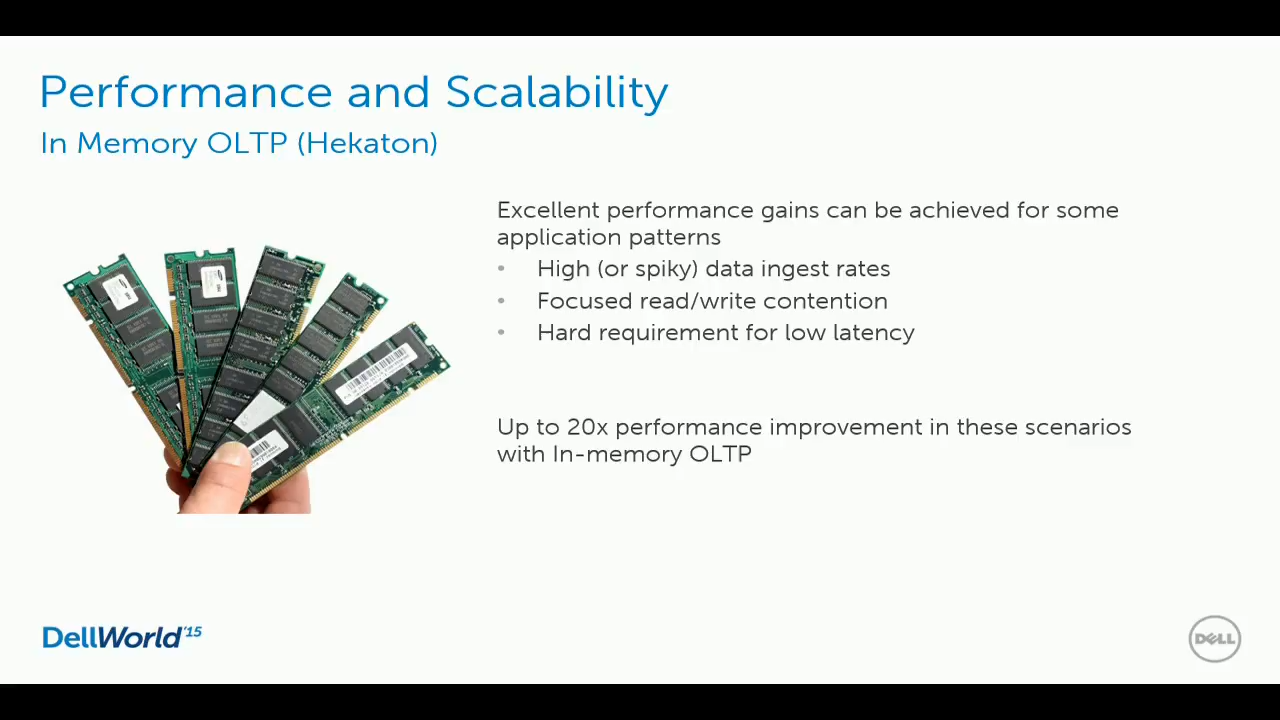 Performance and Scalability
In Memory OLTP (Hekaton)
Excellent performance gains can be achieved for some
application patterns
• High (or spiky) data ingest rates
• Focused read/write contention
• Hard requirement for low latency
Up to 20x performance improvement in these scenarios
with In-memory OLTP
DellWorld'15
DELL